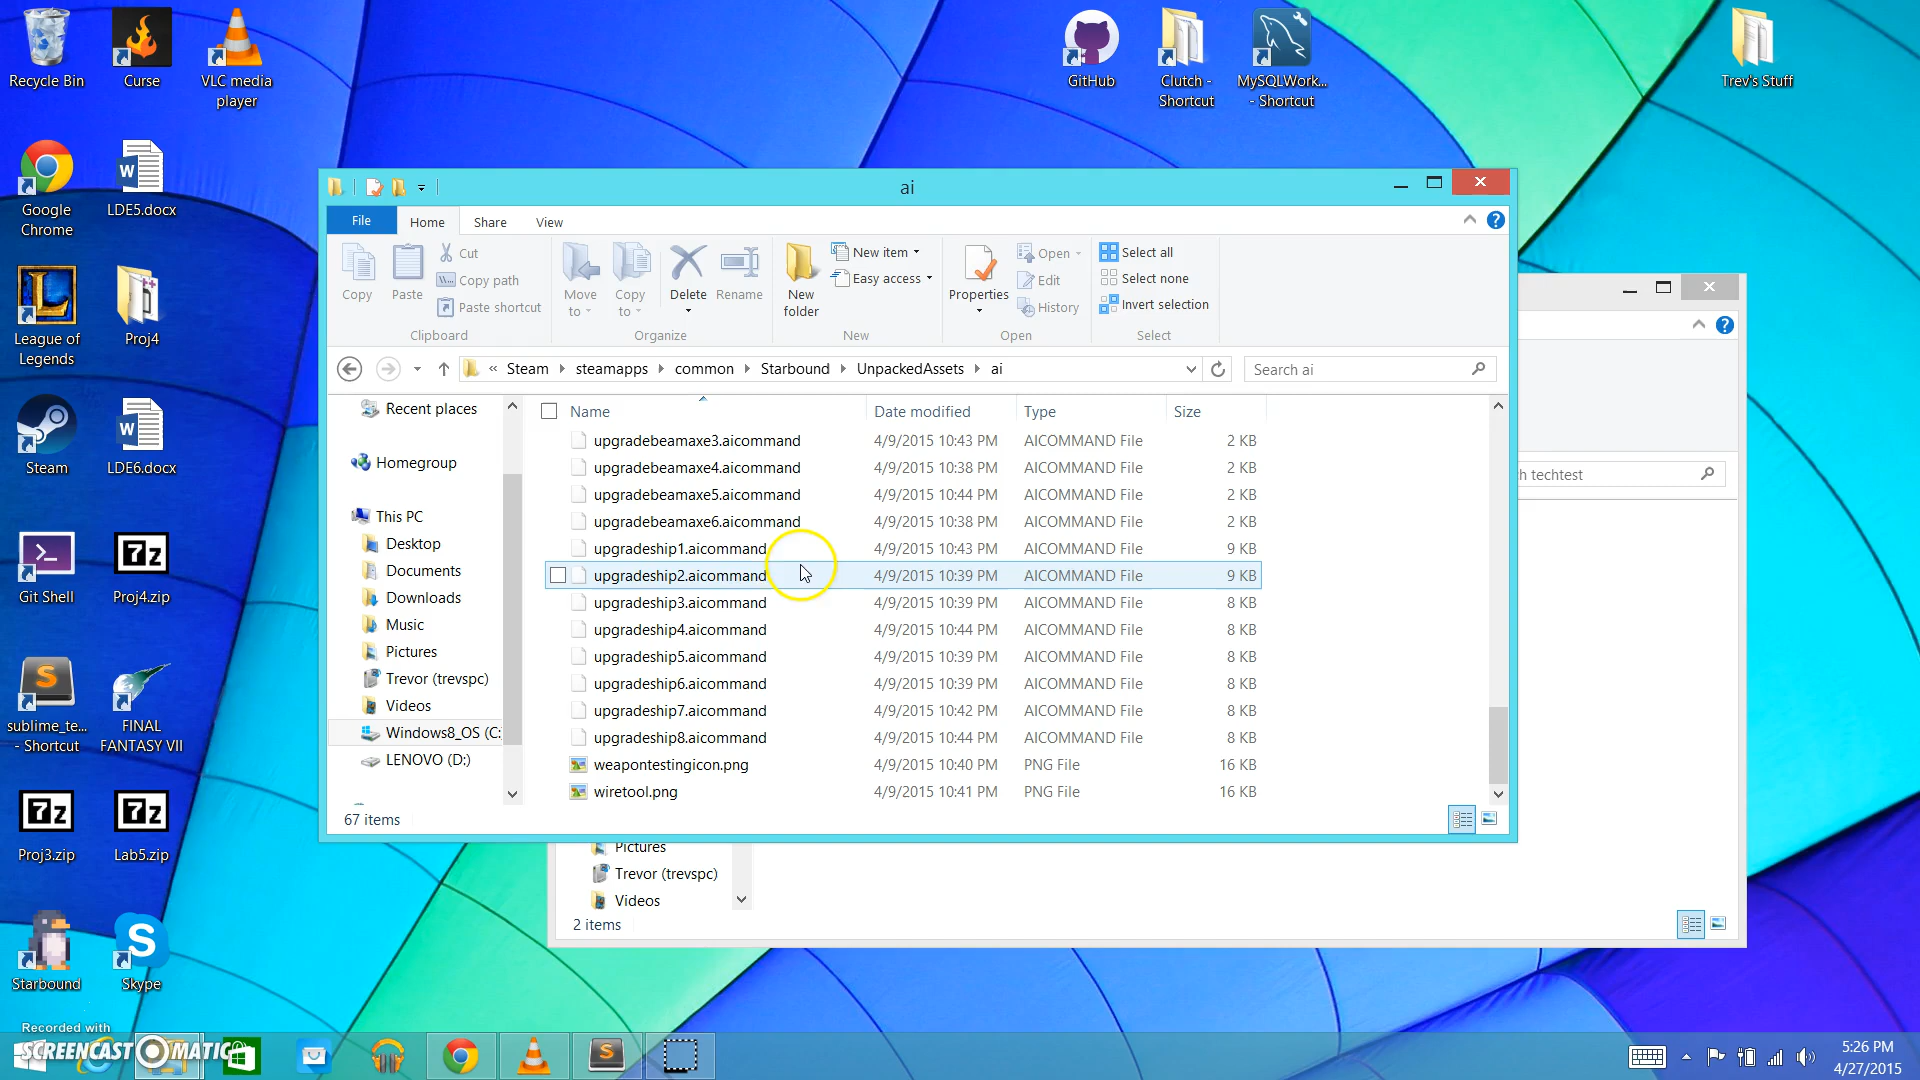 Recycle Bin
Curse
VLC media
player
GitHub
Clutch -
Shortcut
MySQLWork...
- Shortcut
Trev's Stuff
Google
Chrome
LDE5.docx
League of
Legends
Proj4
Steam
LDE6.docx
Git Shell
Proj4.zip
sublime_te...
- Shortcut
FINAL
FANTASY VII
Proj3.zip
Lab5.zip
Starbound
Skype
ai
File
Home
Share
View
Copy
Paste
Cut
Copy path
Paste shortcut
Clipboard
Move
to
Copy
to
Delete
Rename
Organize
New
folder
New item
Easy access
New
Properties
Open
Edit
History
Open
Select all
Select none
Invert selection
Select
« Steam steamapps common Starbound UnpackedAssets ai
Search ai
Recent places
Homegroup
This PC
Desktop
Documents
Downloads
Music
Pictures
Trevor (trevspc)
Videos
Windows8_OS (C:
LENOVO (D:)
Name Date modified Type Size
upgradebeamaxe3.aicommand 4/9/2015 10:43 PM AICOMMAND File 2 KB
upgradebeamaxe4.aicommand 4/9/2015 10:38 PM AICOMMAND File 2 KB
upgradebeamaxe5.aicommand 4/9/2015 10:44 PM AICOMMAND File 2 KB
upgradebeamaxe6.aicommand 4/9/2015 10:38 PM AICOMMAND File 2 KB
upgradeship1.aicommand 4/9/2015 10:43 PM AICOMMAND File 9 KB
upgradeship2.aicommand 4/9/2015 10:39 PM AICOMMAND File 9 KB
upgradeship3.aicommand 4/9/2015 10:39 PM AICOMMAND File 8 KB
upgradeship4.aicommand 4/9/2015 10:44 PM AICOMMAND File 8 KB
upgradeship5.aicommand 4/9/2015 10:39 PM AICOMMAND File 8 KB
upgradeship6.aicommand 4/9/2015 10:39 PM AICOMMAND File 8 KB
upgradeship7.aicommand 4/9/2015 10:42 PM AICOMMAND File 8 KB
upgradeship8.aicommand 4/9/2015 10:44 PM AICOMMAND File 8 KB
weapontestingicon.png 4/9/2015 10:40 PM PNG File 16 KB
wiretool.png 4/9/2015 10:41 PM PNG File 16 KB
67 items
h techtest
Pictures
Trevor (trevspc)
Videos
2 items
Recorded with
SCREENCAST MATIC
5:26 PM
4/27/2015